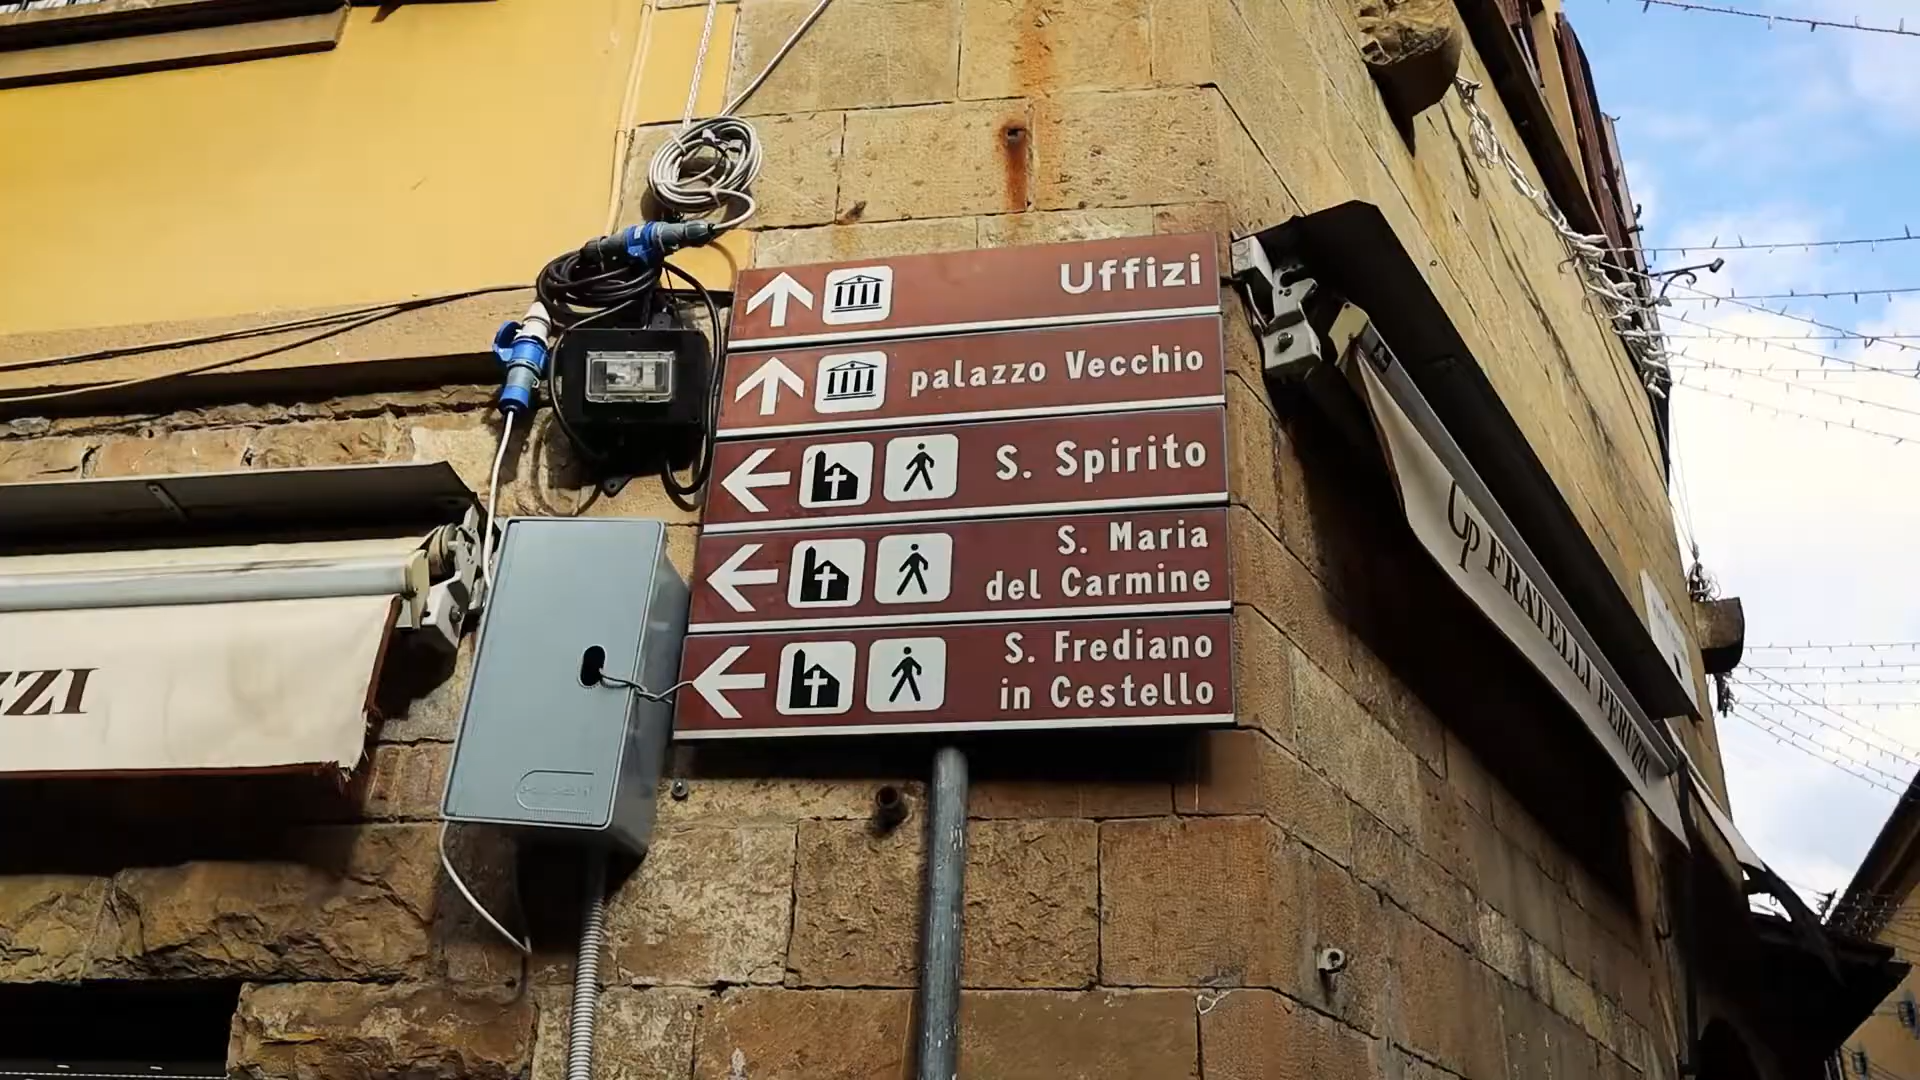 Uffizi
palazzo Vecchio
S. Spirito
S. Maria
del Carmine
S. Frediano
in Cestello
ZZI
FRATELLI PERUZZI